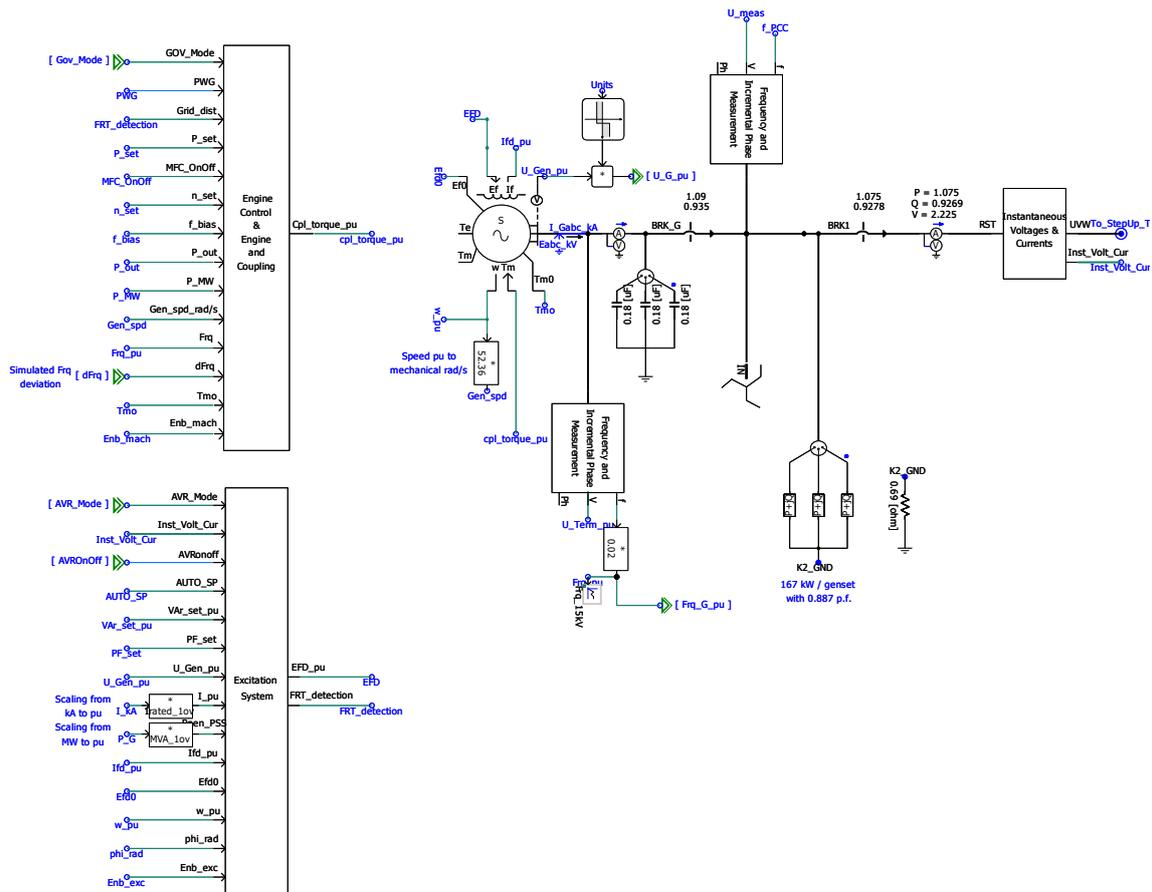 U_meas
f_PCC
Ph
V
f
Frequency and
Incremental Phase
Measurement
[ Gov_Mode ]
GOV_Mode
PWG
PWG
Grid_dist
FRT_detection
P_set
P_set
MFC_OnOff
MFC_OnOff
n_set
n_set
f_bias
f_bias
P_out
P_out
P_MW
P_MW
Gen_spd_rad/s
Gen_spd
Frq
Frq_pu
Simulated Frq
deviation
[ dFrq ]
dFrq
Tmo
Tmo
Enb_mach
Enb_mach
Engine
Control
&
Engine
and
Coupling
Cpl_torque_pu
cpl_torque_pu
Units
*
[ U_G_pu ]
EFD
Ifd_pu
U_Gen_pu
Efd0
Ef0
Ef
If
V
S
Te
Tm
w
Tm
Tm0
Tmo
I_Gabc_kA
Eabc_kV
A
V
BRK_G
1.09
0.935
w_pu
Speed pu to
mechanical rad/s
*
52.36
Gen_spd
cpl_torque_pu
0.18 [uF]
0.18 [uF]
0.18 [uF]
BRK1
1.075
0.9278
P = 1.075
Q = 0.9269
V = 2.225
A
V
RST
Instantaneous
Voltages &
Currents
UVW
To_StepUp_T
Inst_Volt_Cur
Inst_Volt_Cur
Frequency and
Incremental Phase
Measurement
Ph
V
f
U_Term_pu
*
0.02
Frq_pu
Frq_15kV
[ Frq_G_pu ]
K2_GND
167 kW / genset
with 0.887 p.f.
K2_GND
0.69 [ohm]
[ AVR_Mode ]
AVR_Mode
Inst_Volt_Cur
Inst_Volt_Cur
[ AVROnOff ]
AVRonoff
AUTO_SP
AUTO_SP
VAr_set_pu
VAr_set_pu
PF_set
PF_set
U_Gen_pu
U_Gen_pu
Scaling from
kA to pu
I_kA
*
Irated_1ov
I_pu
Scaling from
MW to pu
P_G
*
MVA_1ov
Ifd_pu
Ifd_pu
Efd0
Efd0
w_pu
w_pu
phi_rad
phi_rad
Enb_exc
Enb_exc
Excitation
System
EFD_pu
EFD
FRT_detection
FRT_detection